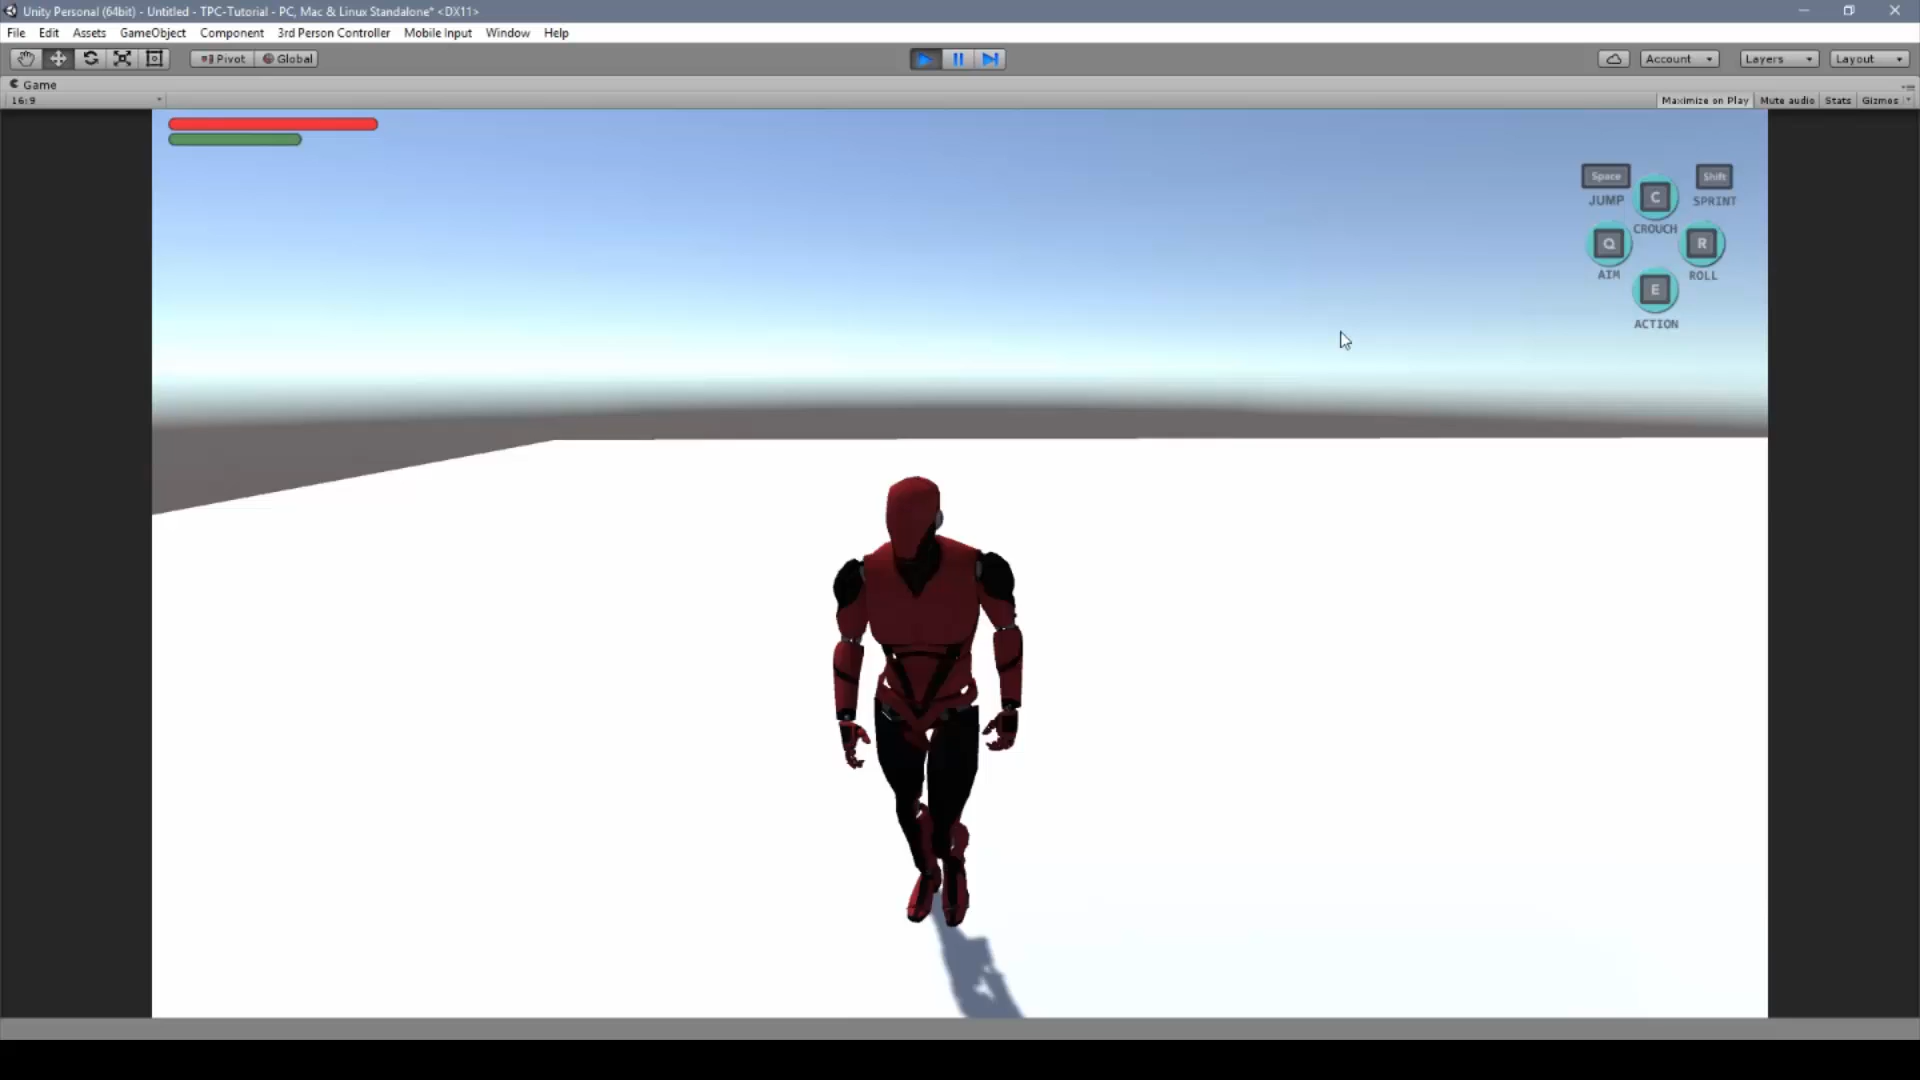 Unity Personal (64bit) - Untitled - TPC-Tutorial - PC, Mac & Linux Standalone* <DX11>
File Edit Assets GameObject Component 3rd Person Controller Mobile Input Window Help
Pivot Global Account Layers Layout
Game
16:9 Maximize on Play Mute audio Stats Gizmos
Space C Shift
JUMP SPRINT
CROUCH
Q R
AIM ROLL
E
ACTION